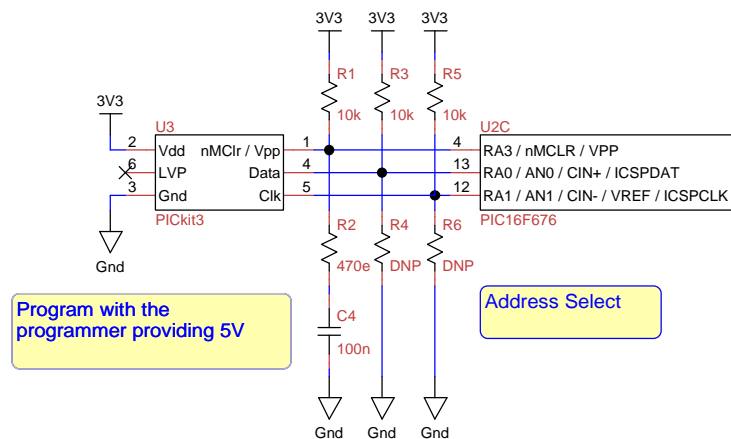 3V3 3V3 3V3
R1 R3 R5
10k 10k 10k
3V3
U3 U2C
2 Vdd nMClr / Vpp 1 4 RA3 / nMCLR / VPP
6 LVP Data 4 13 RA0 / AN0 / CIN+ / ICSPDAT
3 Gnd Clk 5 12 RA1 / AN1 / CIN- / VREF / ICSPCLK
PICkit3 PIC16F676
R2 R4 R6
470e DNP DNP
Gnd
Program with the
programmer providing 5V
Address Select
C4
100n
Gnd Gnd Gnd